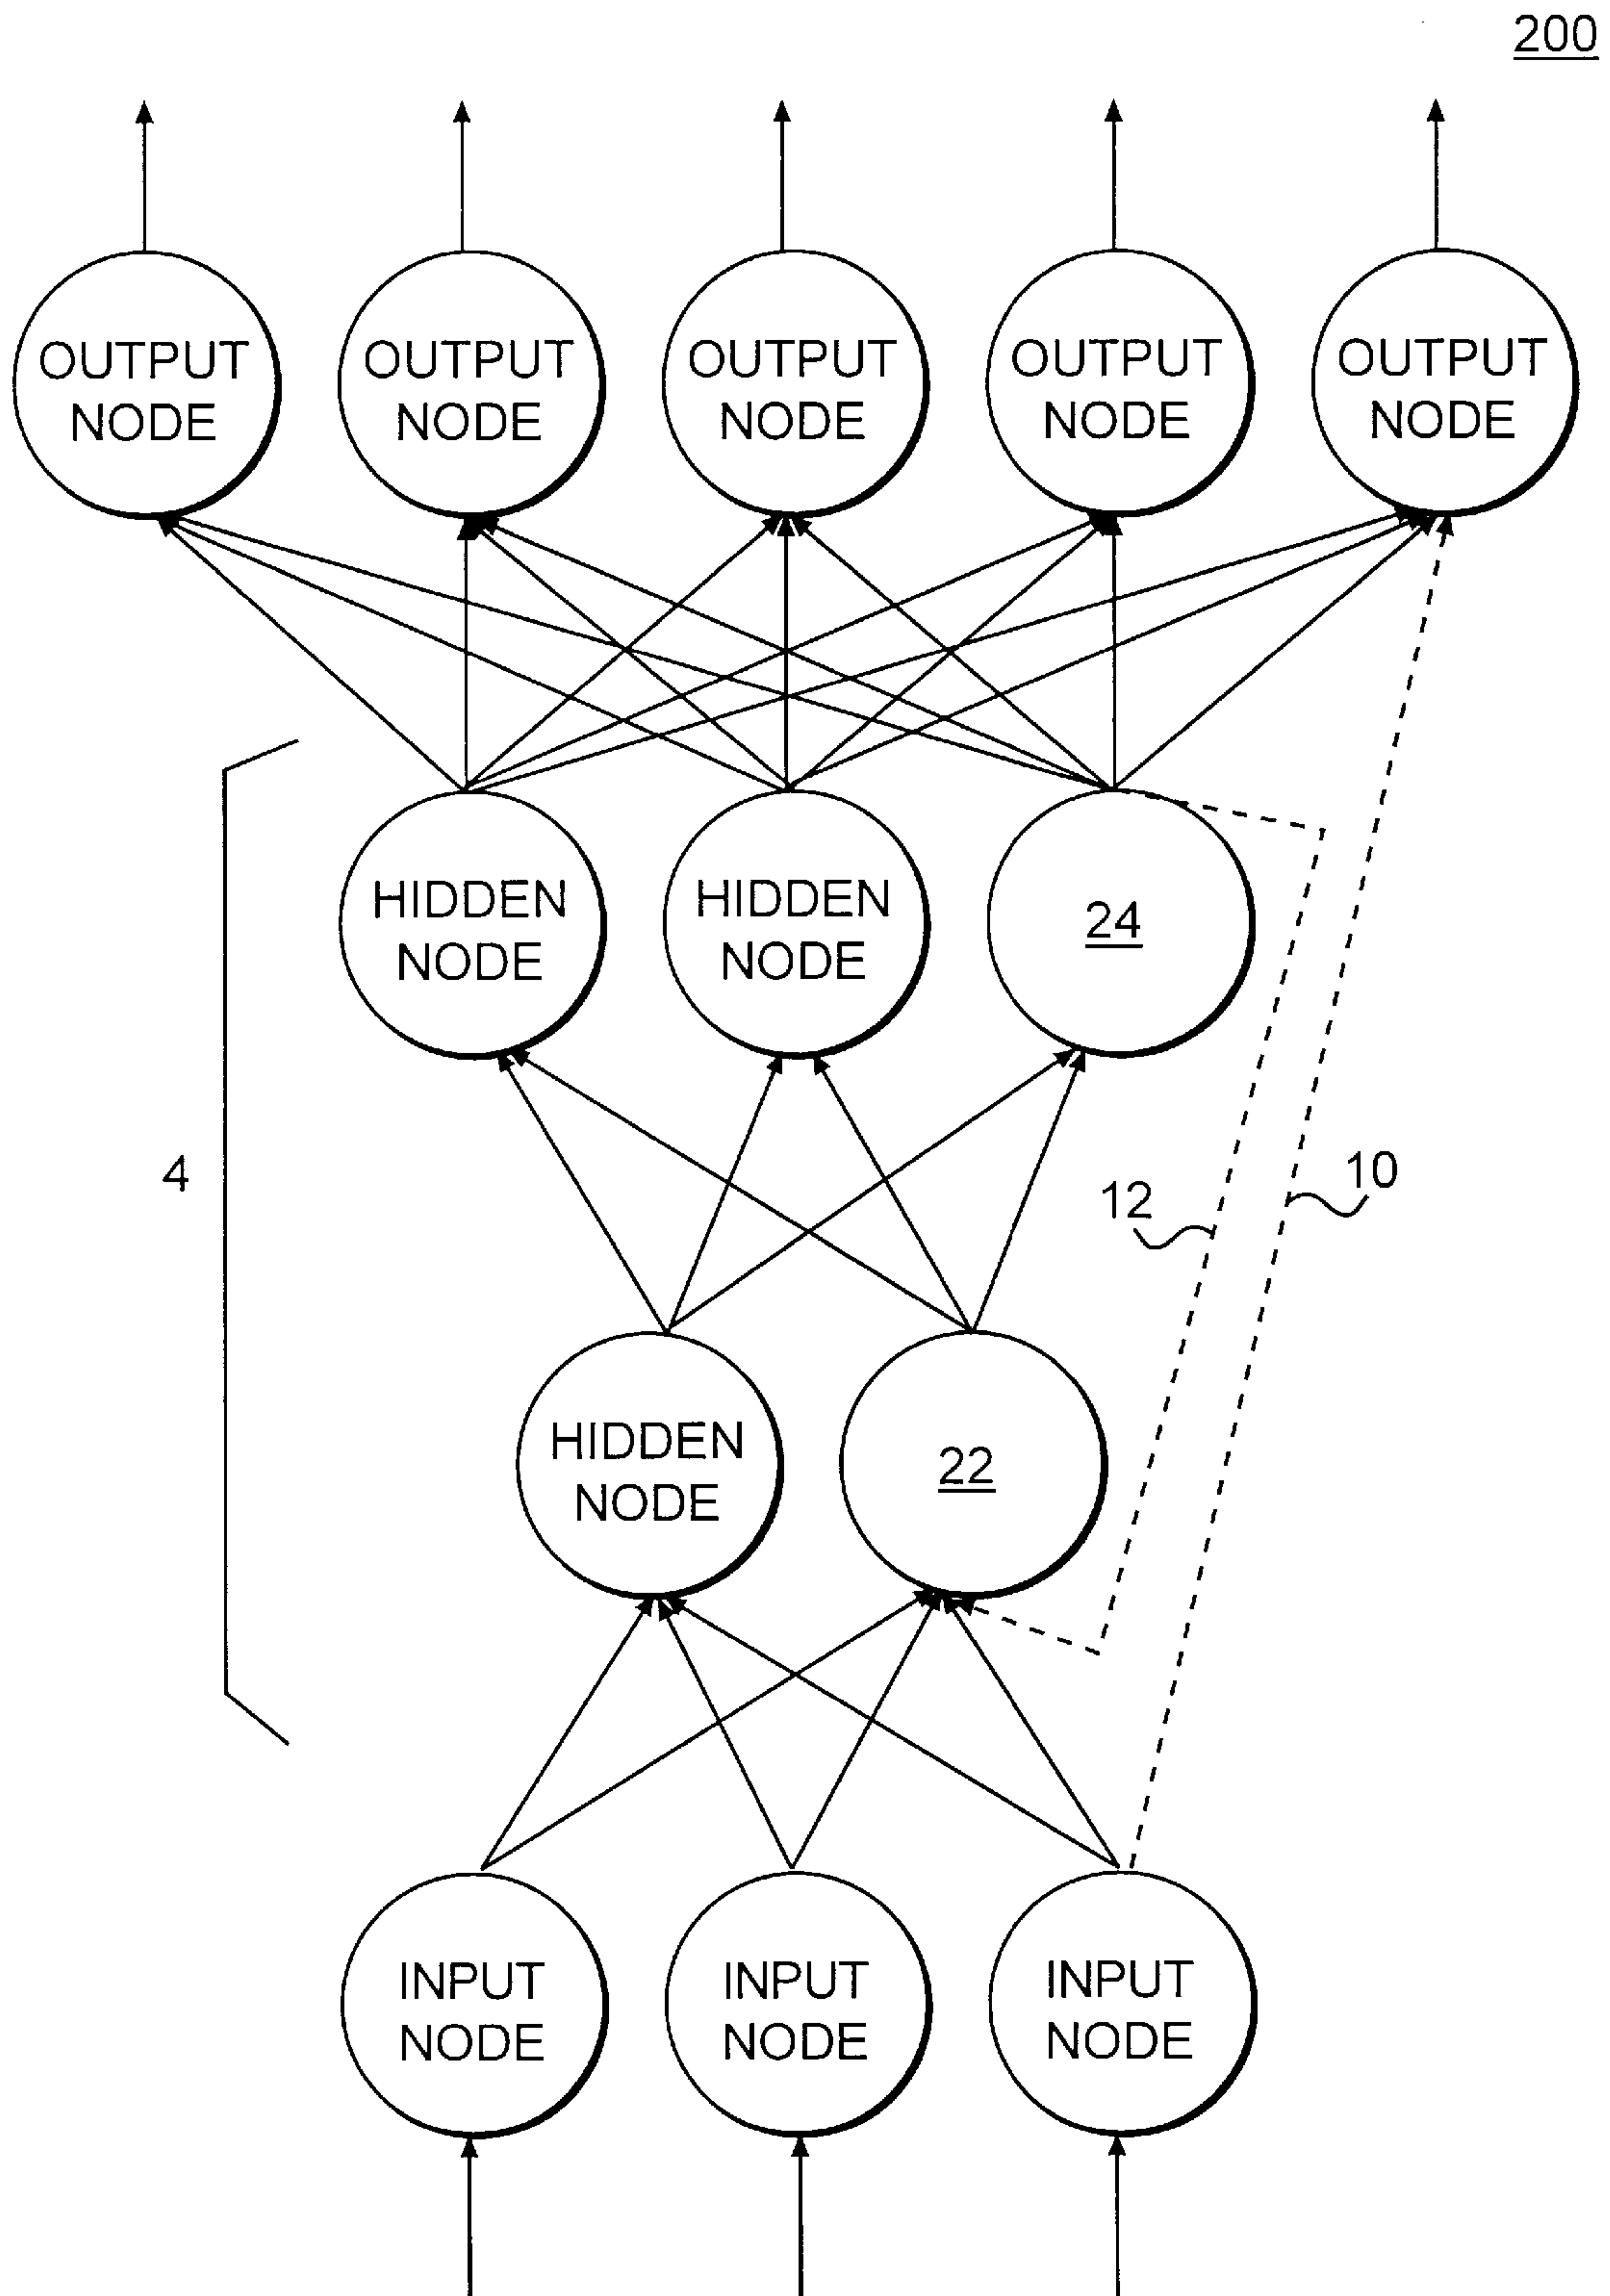 200
OUTPUT NODE
OUTPUT NODE
OUTPUT NODE
OUTPUT NODE
OUTPUT NODE
HIDDEN NODE
HIDDEN NODE
24
4
12
10
HIDDEN NODE
22
INPUT NODE
INPUT NODE
INPUT NODE